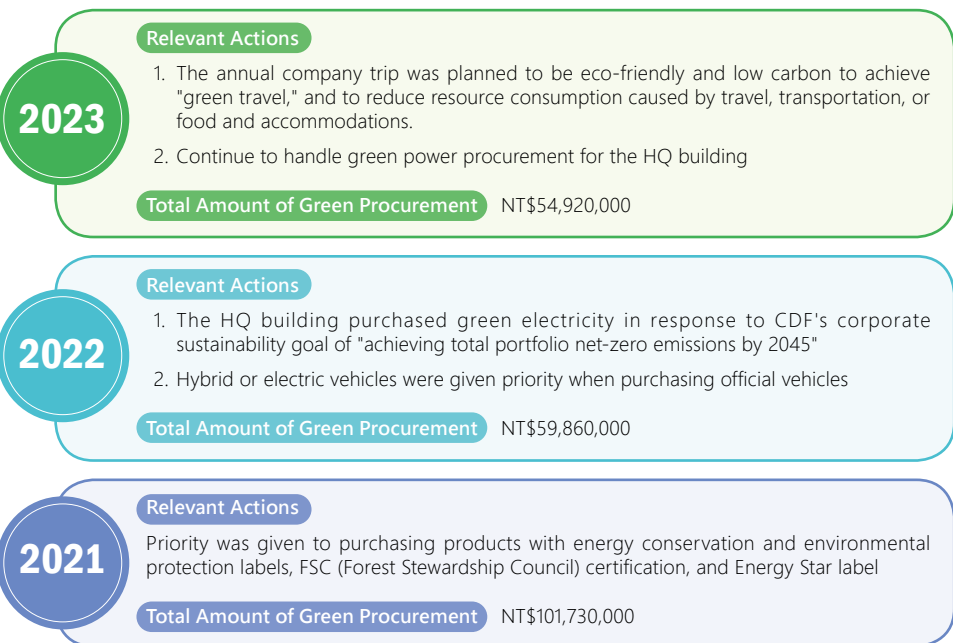 2023
Relevant Actions
1. The annual company trip was planned to be eco-friendly and low carbon to achieve
"green travel," and to reduce resource consumption caused by travel, transportation, or
food and accommodations.
2. Continue to handle green power procurement for the HQ building
Total Amount of Green Procurement NT$54,920,000
2022
Relevant Actions
1. The HQ building purchased green electricity in response to CDF's corporate
sustainability goal of "achieving total portfolio net-zero emissions by 2045"
2. Hybrid or electric vehicles were given priority when purchasing official vehicles
Total Amount of Green Procurement NT$59,860,000
2021
Relevant Actions
Priority was given to purchasing products with energy conservation and environmental
protection labels, FSC (Forest Stewardship Council) certification, and Energy Star label
Total Amount of Green Procurement NT$101,730,000